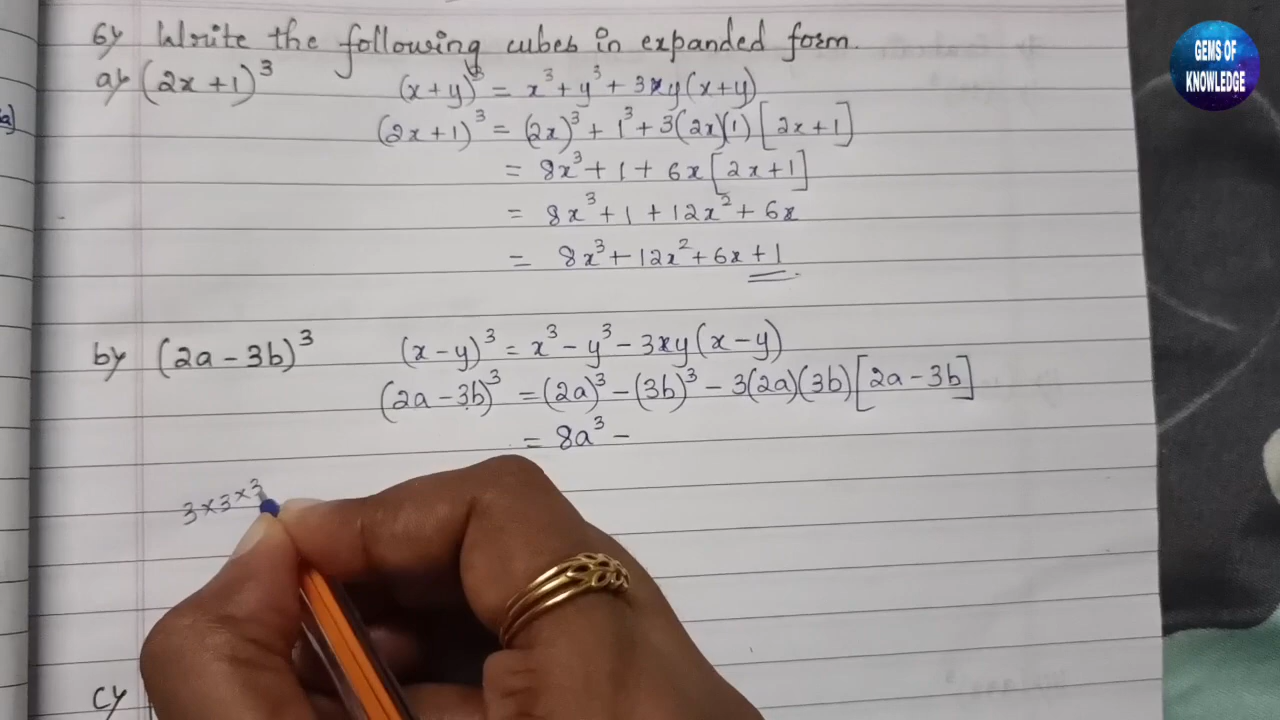 GEMS OF
KNOWLEDGE
6) Write the following cubes in expanded form.
a) (2x + 1)³ (x + y)³ = x³ + y³ + 3xy(x + y)
(2x + 1)³ = (2x)³ + 1³ + 3(2x)(1) [2x + 1]
= 8x³ + 1 + 6x [2x + 1]
= 8x³ + 1 + 12x² + 6x
= 8x³ + 12x² + 6x + 1
b) (2a - 3b)³ (x - y)³ = x³ - y³ - 3xy(x - y)
(2a - 3b)³ = (2a)³ - (3b)³ - 3(2a)(3b) [2a - 3b]
= 8a³ -
3 × 3 × 3
c)